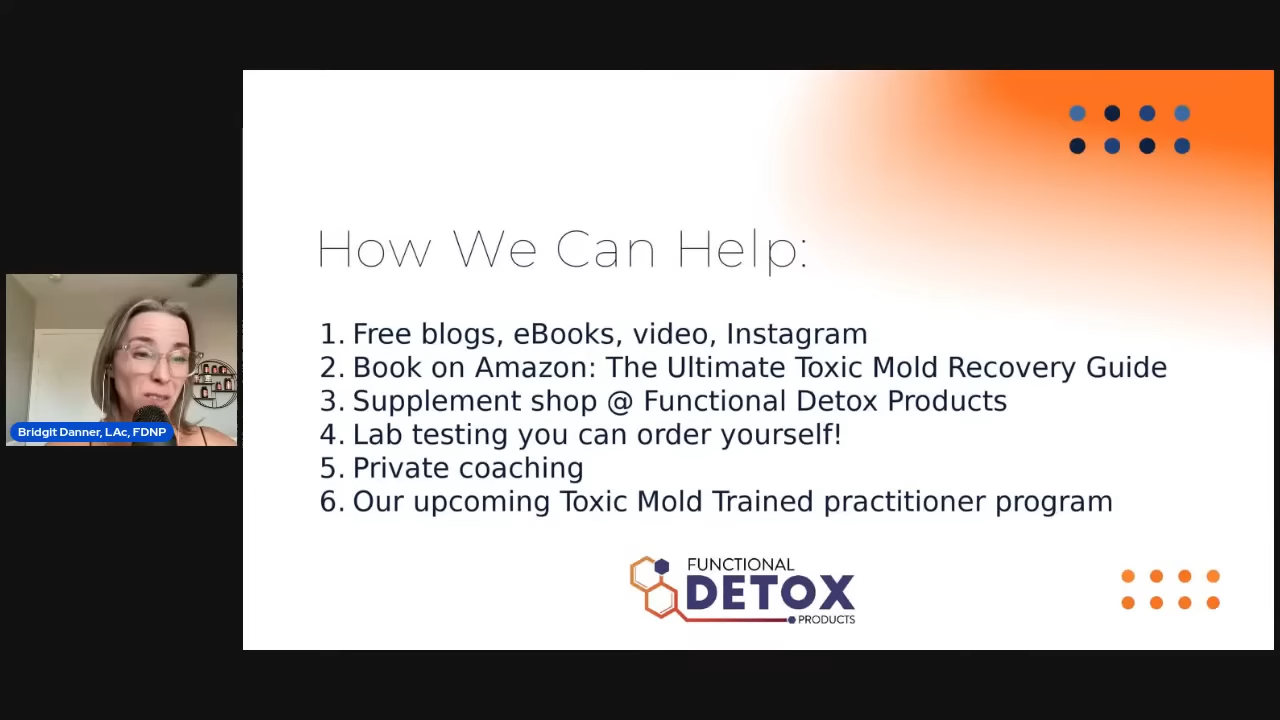 How We Can Help:
1. Free blogs, eBooks, video, Instagram
2. Book on Amazon: The Ultimate Toxic Mold Recovery Guide
3. Supplement shop @ Functional Detox Products
4. Lab testing you can order yourself!
5. Private coaching
6. Our upcoming Toxic Mold Trained practitioner program
Bridgit Danner, LAc, FDNP
FUNCTIONAL
DETOX
PRODUCTS